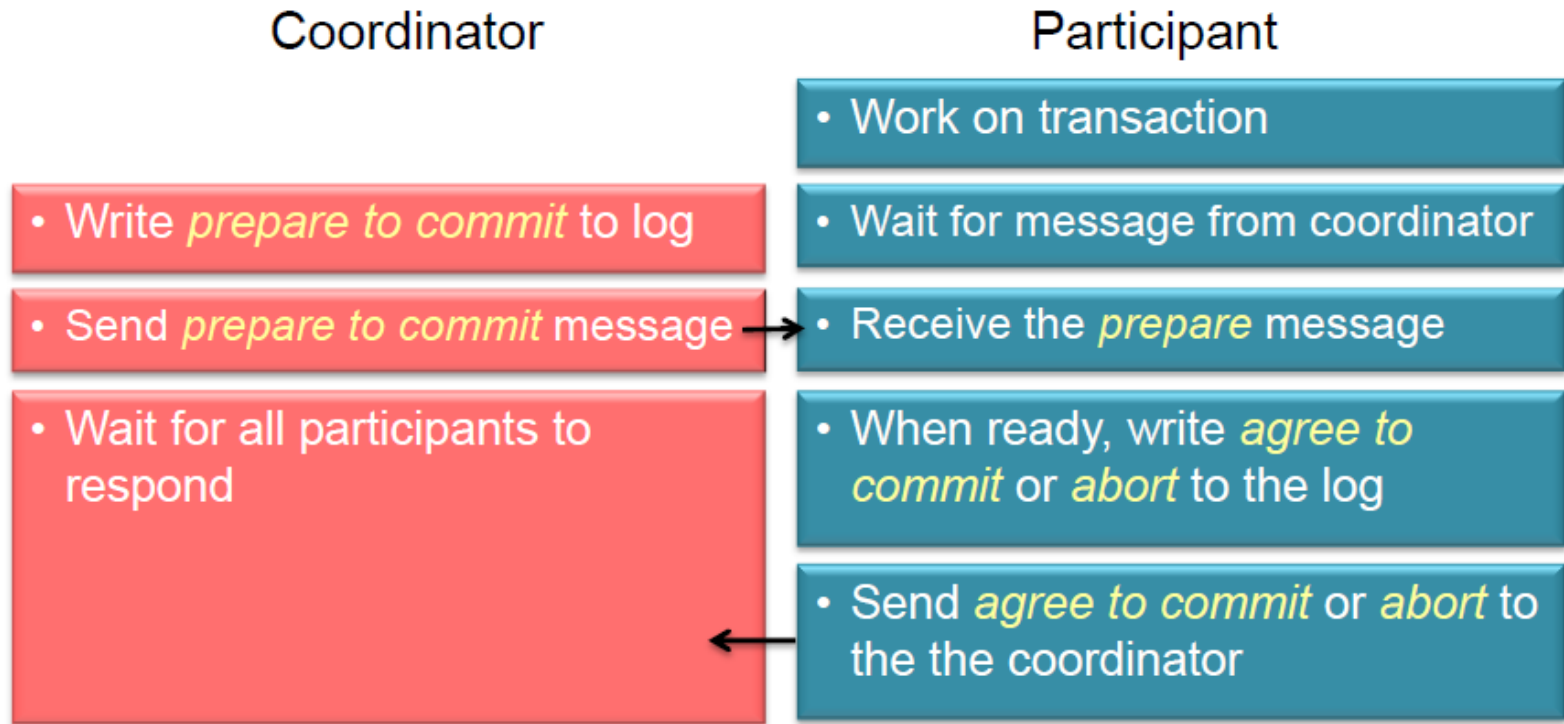 Coordinator
Participant
• Work on transaction
• Write prepare to commit to log
• Wait for message from coordinator
• Send prepare to commit message
• Receive the prepare message
• Wait for all participants to
respond
• When ready, write agree to
commit or abort to the log
• Send agree to commit or abort to
the the coordinator